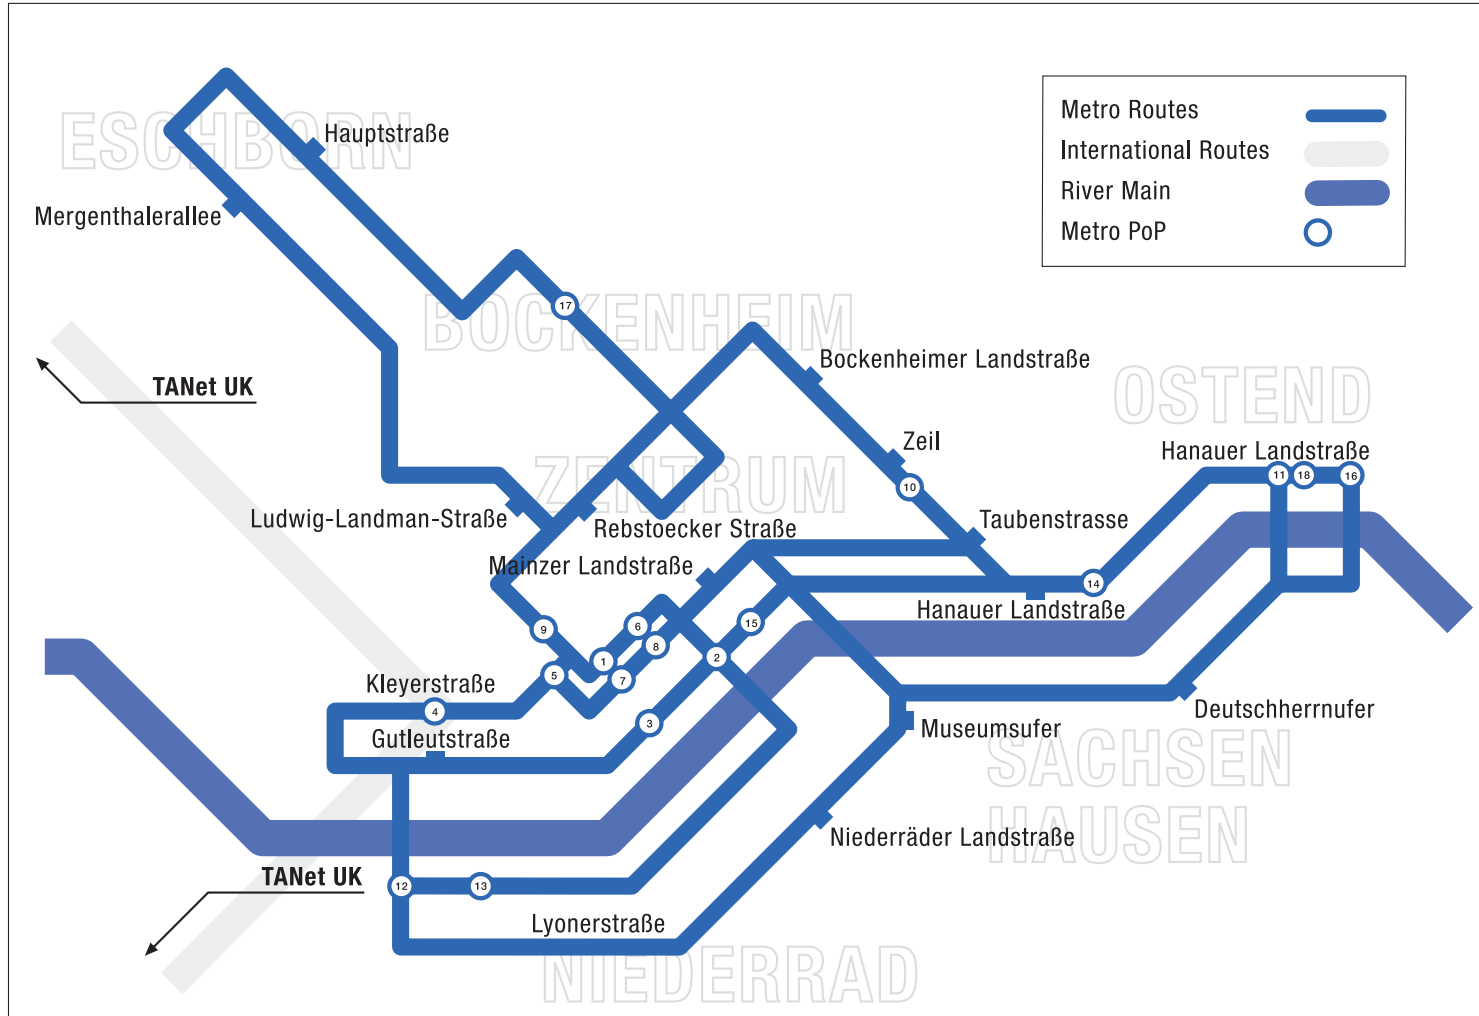 ESCHBORN
Hauptstraße
Mergenthalerallee
Metro Routes
International Routes
River Main
Metro PoP
17
BOCKENHEIM
TANet UK
Bockenheimer Landstraße
OSTEND
Zeil
10
Hanauer Landstraße
11
18
16
ZENTRUM
Ludwig-Landman-Straße
Rebstoecker Straße
Taubenstrasse
Mainzer Landstraße
14
Hanauer Landstraße
9
6
15
8
1
2
5
7
Kleyerstraße
4
3
Gutleutstraße
Deutschherrnufer
Museumsufer
SACHSEN
HAUSEN
Niederräder Landstraße
TANet UK
12
13
Lyonerstraße
NIEDERRAD